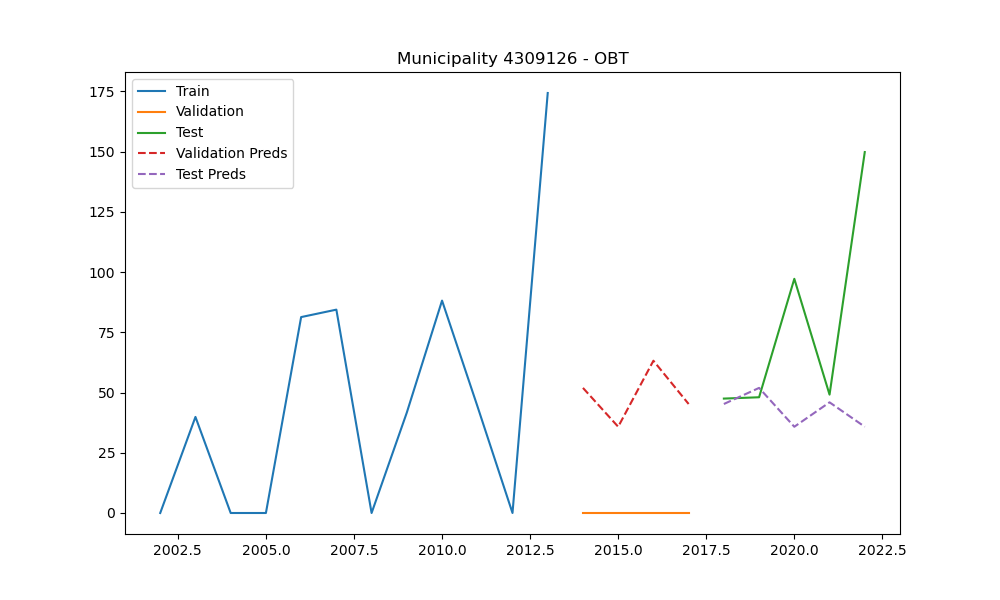 Municipality 4309126 - OBT
Train
Validation
Test
Validation Preds
Test Preds
175
150
125
100
75
50
25
0
2002.5 2005.0 2007.5 2010.0 2012.5 2015.0 2017.5 2020.0 2022.5